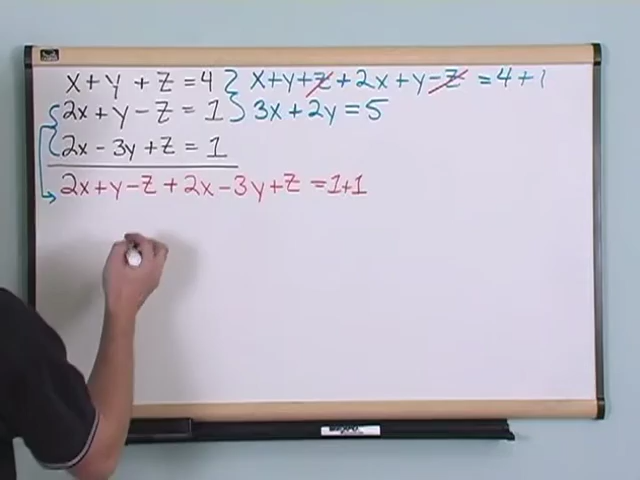 x + y + z = 4 x+y+z+2x+y-z = 4+1
2x + y - z = 1 3x + 2y = 5
2x - 3y + z = 1
2x+y-z + 2x-3y+z = 1+1